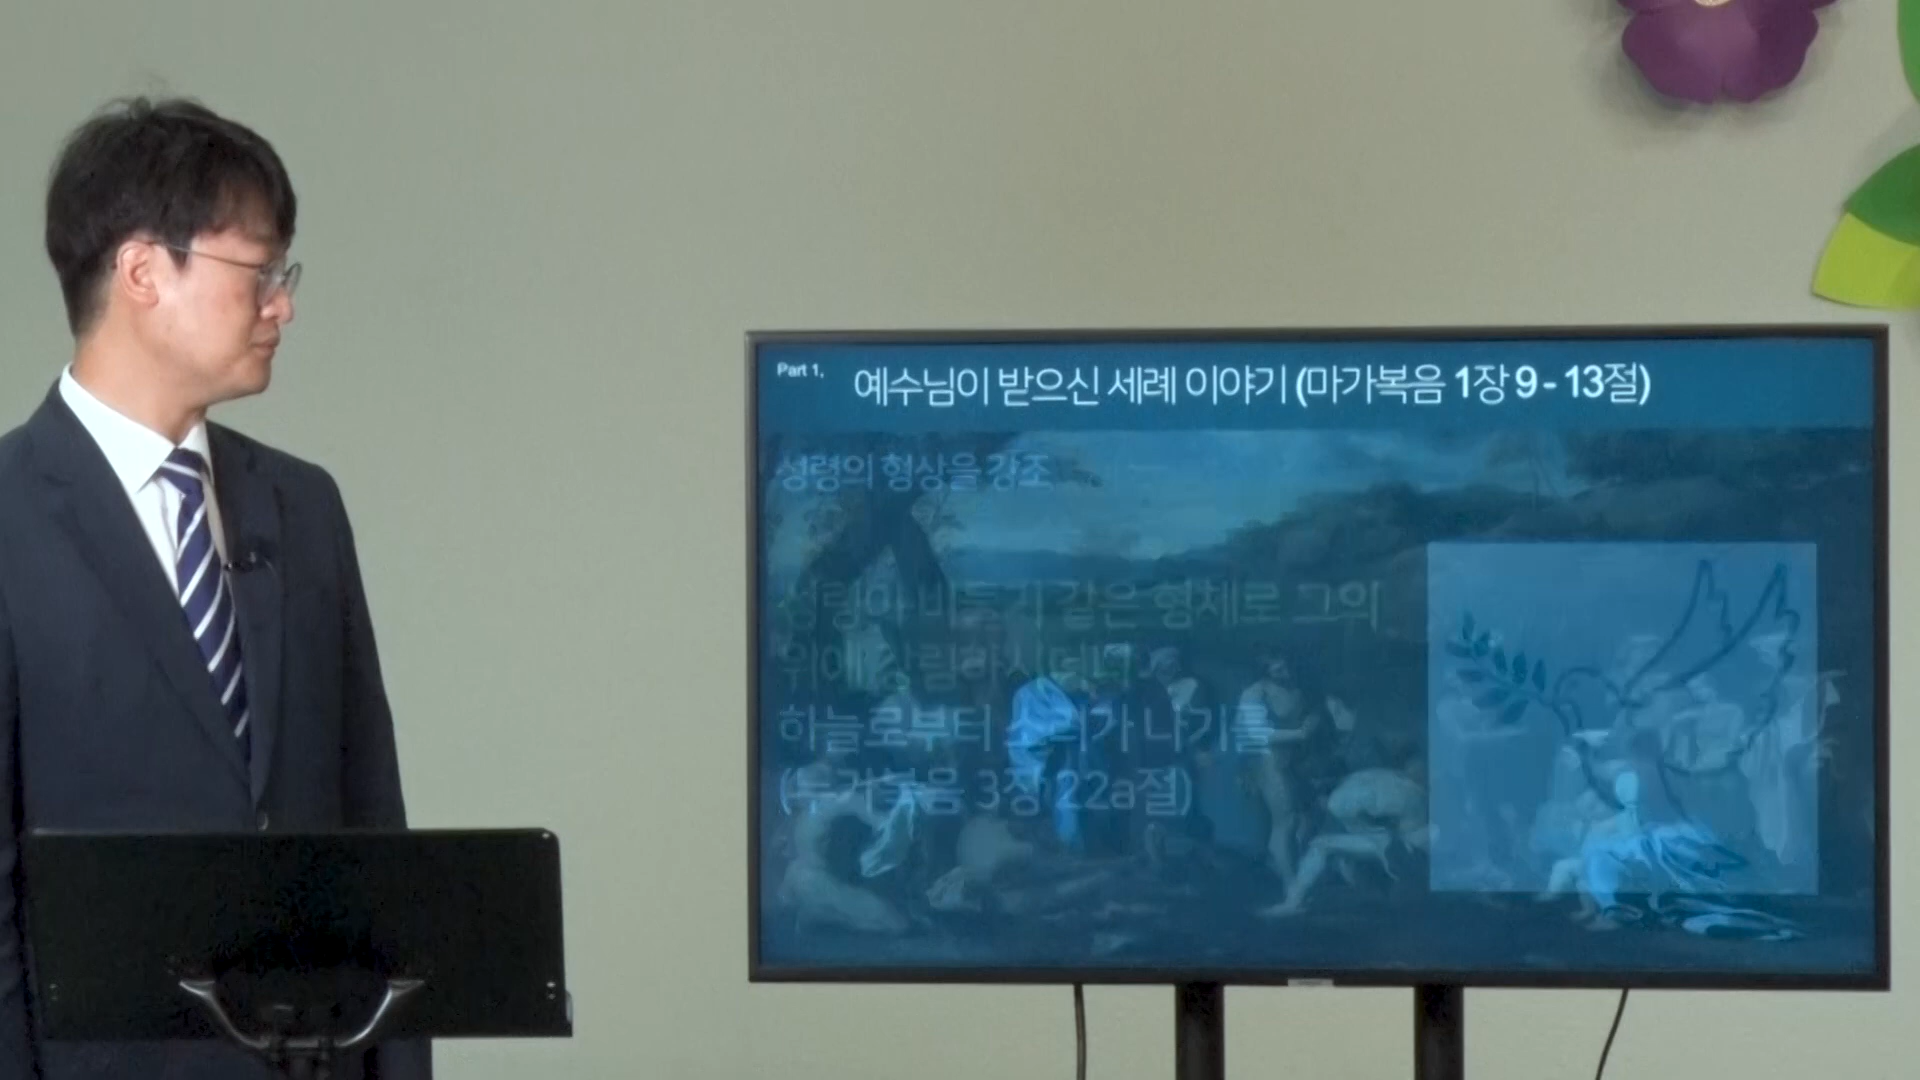 Part 1,
예수님이 받으신 세례 이야기 (마가복음 1장 9 - 13절)
성령의 형상을 강조
성령이 비둘기 같은 형체로 그의
위에 강림하시더니
하늘로부터 소리가 나기를
(누가복음 3장 22a절)